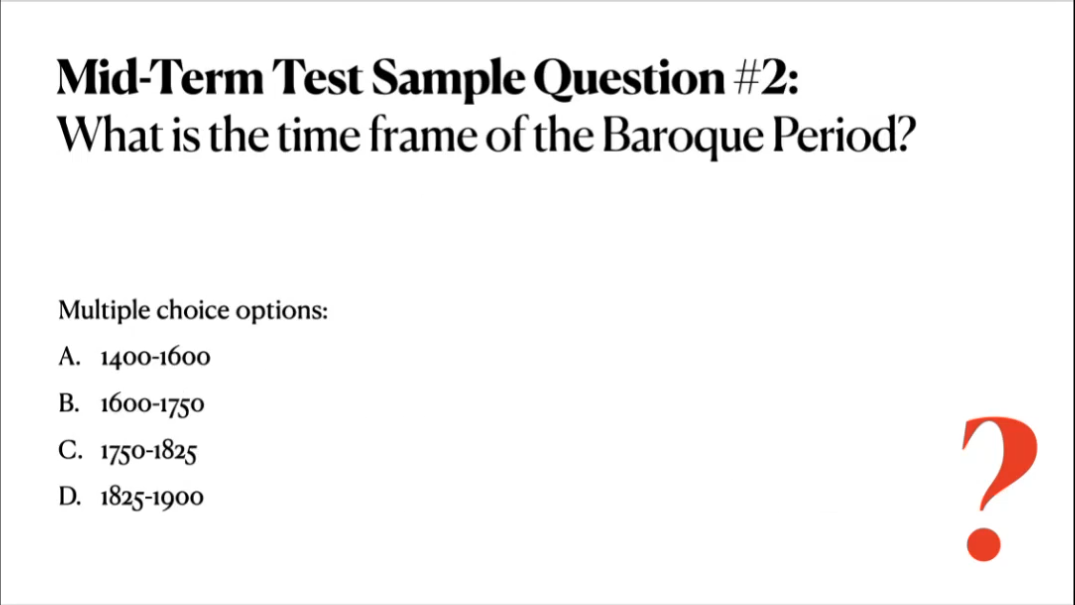 Mid-Term Test Sample Question #2:
What is the time frame of the Baroque Period?
Multiple choice options:
A. 1400-1600
B. 1600-1750
C. 1750-1825
D. 1825-1900
?